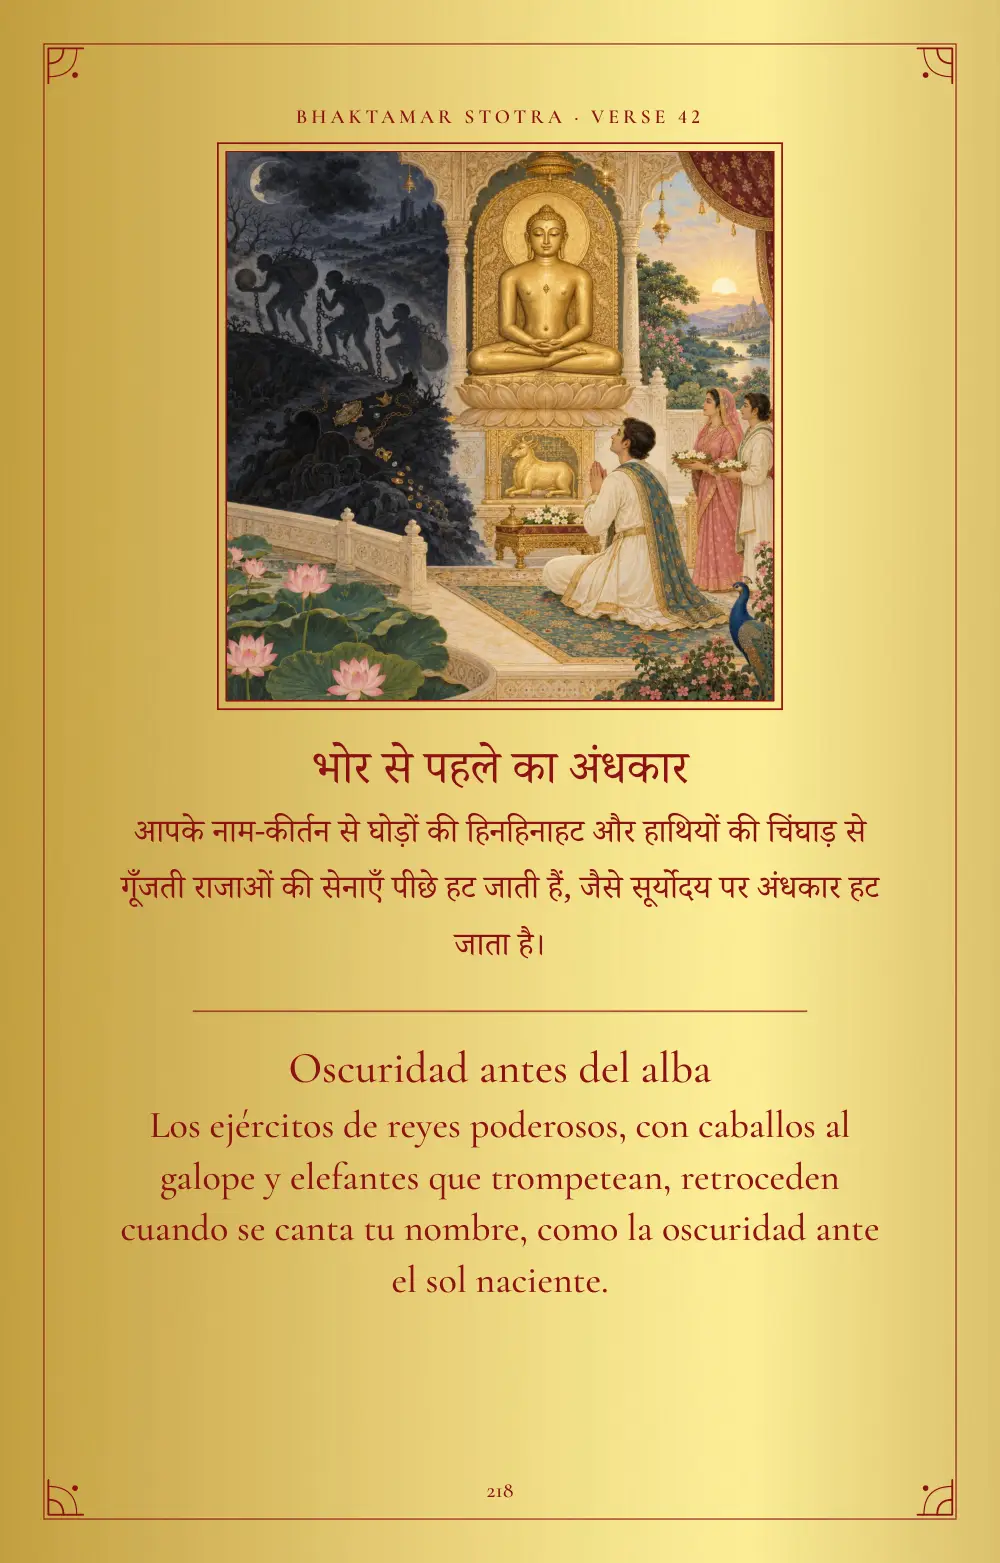 BHAKTAMAR STOTRA · VERSE 42
भोर से पहले का अंधकार
आपके नाम-कीर्तन से घोड़ों की हिनहिनाहट और हाथियों की चिंघाड़ से
गूँजती राजाओं की सेनाएँ पीछे हट जाती हैं, जैसे सूर्योदय पर अंधकार हट
जाता है।
Oscuridad antes del alba
Los ejércitos de reyes poderosos, con caballos al
galope y elefantes que trompetean, retroceden
cuando se canta tu nombre, como la oscuridad ante
el sol naciente.
218